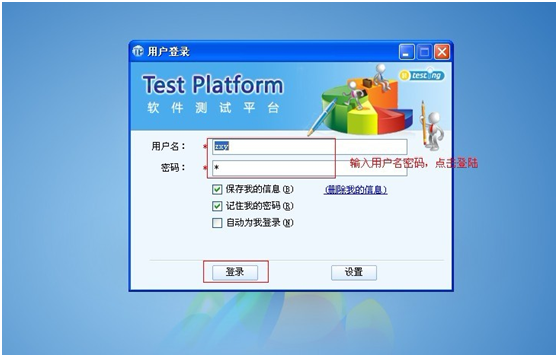 用户登录
Test Platform
软件测试平台
testing
用户名： * zxy
密码： * *
输入用户名密码，点击登陆
保存我的信息(B) (删除我的信息)
记住我的密码(R)
自动为我登录(N)
登录 设置